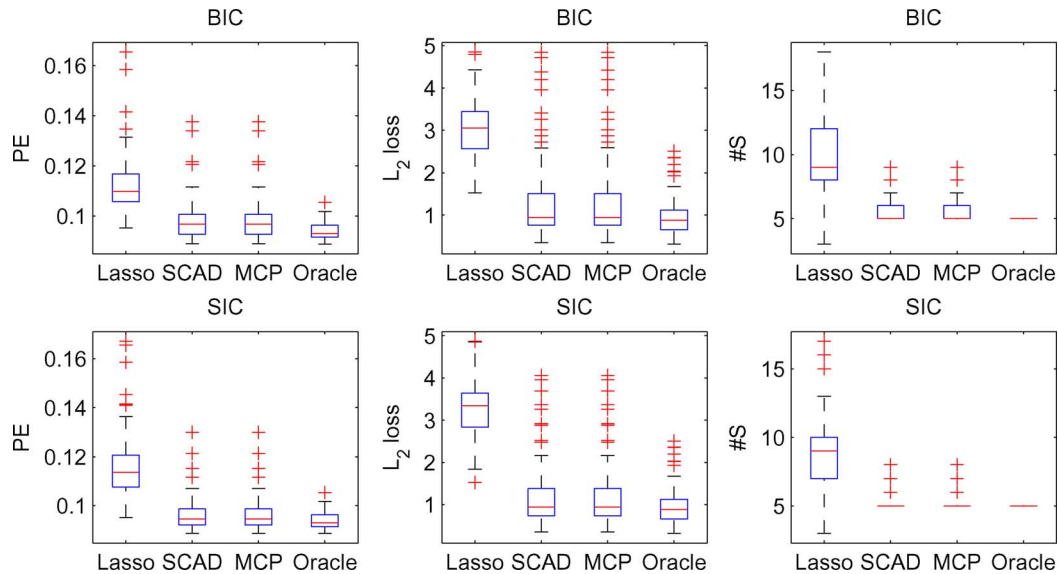 BIC
PE
0.16
0.14
0.12
0.1
Lasso SCAD MCP Oracle
BIC
L2 loss
5
4
3
2
1
Lasso SCAD MCP Oracle
BIC
#S
15
10
5
Lasso SCAD MCP Oracle
SIC
PE
0.16
0.14
0.12
0.1
Lasso SCAD MCP Oracle
SIC
L2 loss
5
4
3
2
1
Lasso SCAD MCP Oracle
SIC
#S
15
10
5
Lasso SCAD MCP Oracle